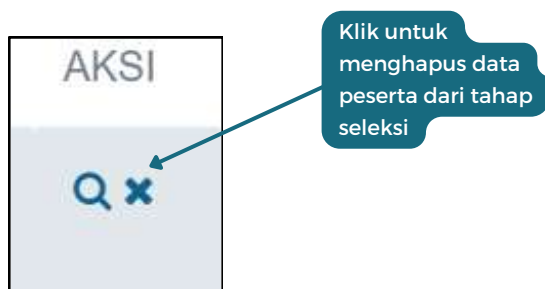 AKSI
Klik untuk
menghapus data
peserta dari tahap
seleksi